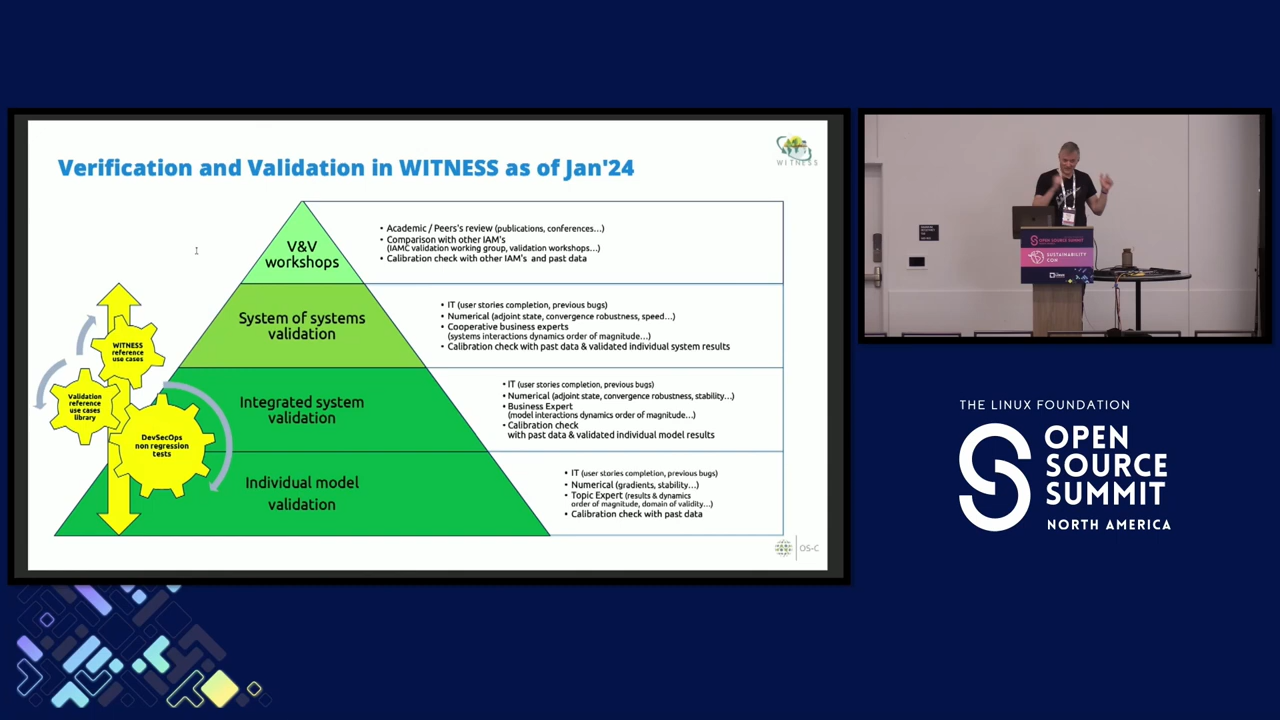 Verification and Validation in WITNESS as of Jan'24
WITNESS
V&V
workshops
• Academic / Peers's review (publications, conferences...)
• Comparison with other IAM's
(IAMC validation working group, validation workshops...)
• Calibration check with other IAM's and past data
System of systems
validation
• IT (user stories completion, previous bugs)
• Numerical (adjoint state, convergence robustness, speed...)
• Cooperative business experts
(systems interactions dynamics order of magnitude...)
• Calibration check with past data & validated individual system results
Integrated system
validation
• IT (user stories completion, previous bugs)
• Numerical (adjoint state, convergence robustness, stability...)
• Business Expert
(model interactions dynamics order of magnitude...)
• Calibration check
with past data & validated individual model results
Individual model
validation
• IT (user stories completion, previous bugs)
• Numerical (gradients, stability...)
• Topic Expert (results & dynamics
order of magnitude, domain of validity...)
• Calibration check with past data
WITNESS
reference
use cases
Validation
reference
use cases
library
DevSecOps
non regression
tests
OS-C
OPEN SOURCE SUMMIT
SUSTAINABILITY
CON
THE LINUX FOUNDATION
OPEN
SOURCE
SUMMIT
NORTH AMERICA